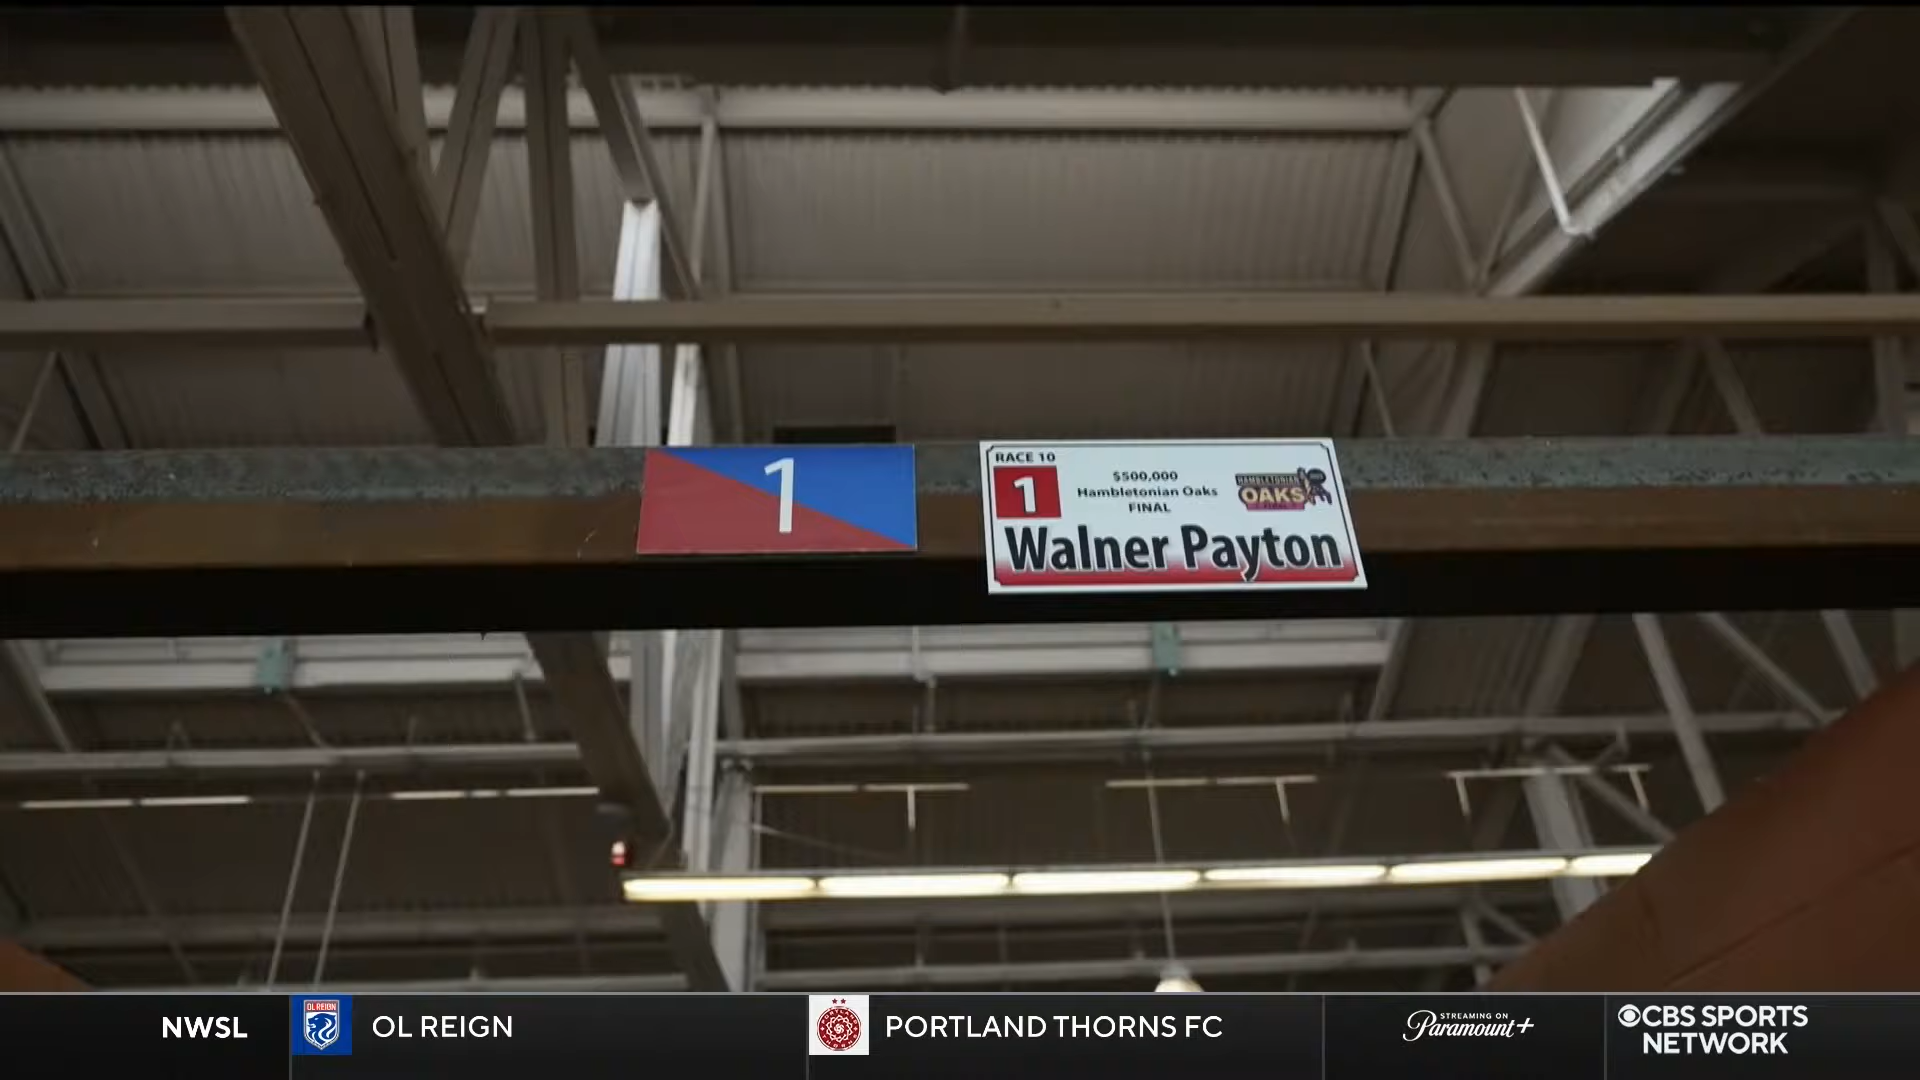 1
RACE 10
1
$500,000
Hambletonian Oaks
FINAL
HAMBLETONIAN
OAKS
Walner Payton
NWSL
OL REIGN
OL REIGN
PORTLAND THORNS FC
STREAMING ON
Paramount+
CBS SPORTS
NETWORK